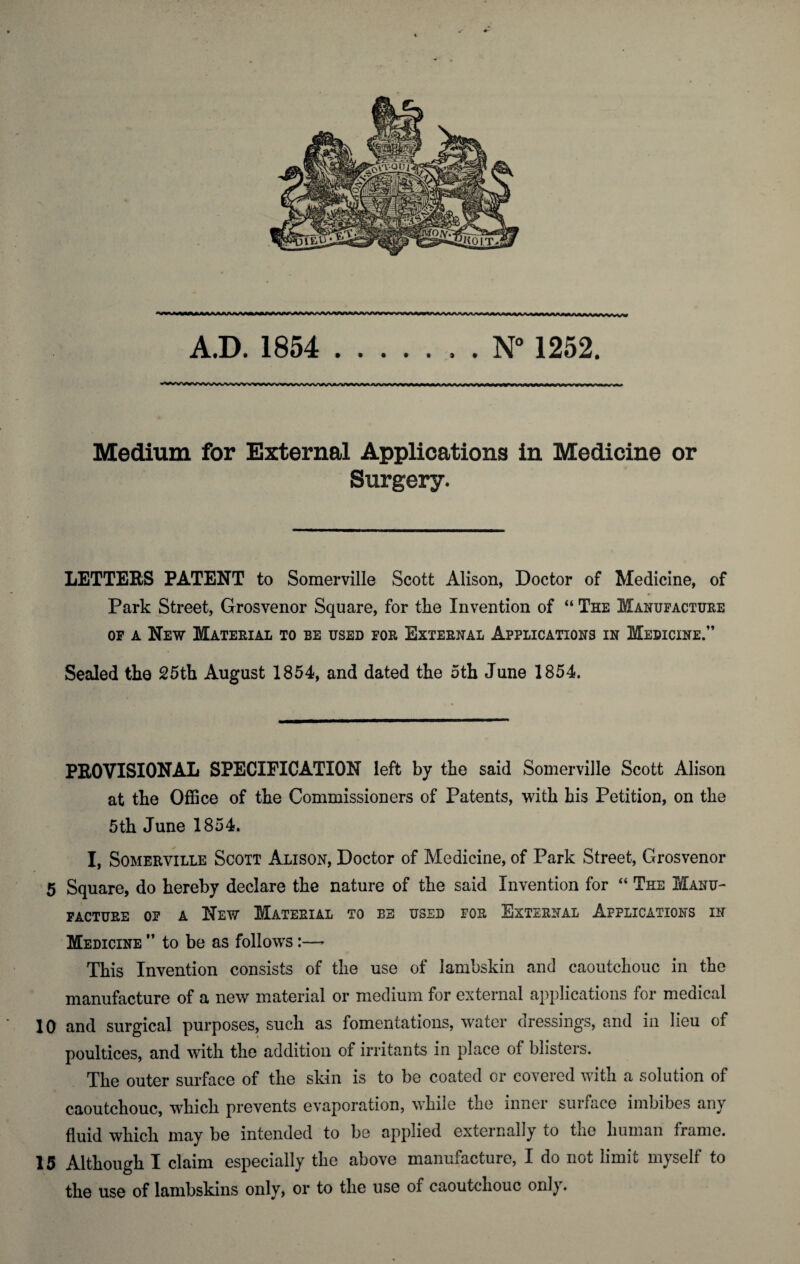 SOIT·QUI
DIEU·ET
MON·DROIT.
A.D. 1854 . . . . . . . . N° 1252.
Medium for External Applications in Medicine or
Surgery.
LETTERS PATENT to Somerville Scott Alison, Doctor of Medicine, of
Park Street, Grosvenor Square, for the Invention of “ The Manufacture
of a New Material to be used for External Applications in Medicine.”
Sealed the 25th August 1854, and dated the 5th June 1854.
PROVISIONAL SPECIFICATION left by the said Somerville Scott Alison
at the Office of the Commissioners of Patents, with his Petition, on the
5th June 1854.
I, Somerville Scott Alison, Doctor of Medicine, of Park Street, Grosvenor
5 Square, do hereby declare the nature of the said Invention for “ The Manu-
facture of a New Material to be used for External Applications in
Medicine ” to be as follows :—
This Invention consists of the use of lambskin and caoutchouc in the
manufacture of a new material or medium for external applications for medical
10 and surgical purposes, such as fomentations, water dressings, and in lieu of
poultices, and with the addition of irritants in place of blisters.
The outer surface of the skin is to be coated or covered with a solution of
caoutchouc, which prevents evaporation, while the inner surface imbibes any
fluid which may be intended to be applied externally to the human frame.
15 Although I claim especially the above manufacture, I do not limit myself to
the use of lambskins only, or to the use of caoutchouc only.